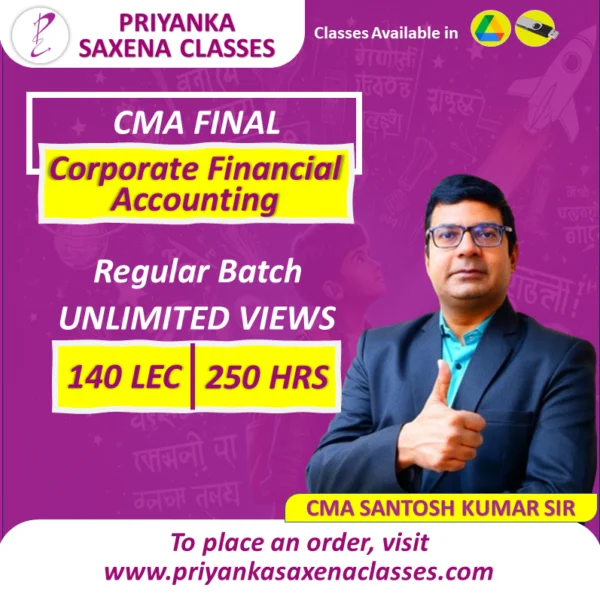 PRIYANKA
SAXENA CLASSES
Classes Available in
CMA FINAL
Corporate Financial
Accounting
Regular Batch
UNLIMITED VIEWS
140 LEC 250 HRS
CMA SANTOSH KUMAR SIR
To place an order, visit
www.priyankasaxenaclasses.com